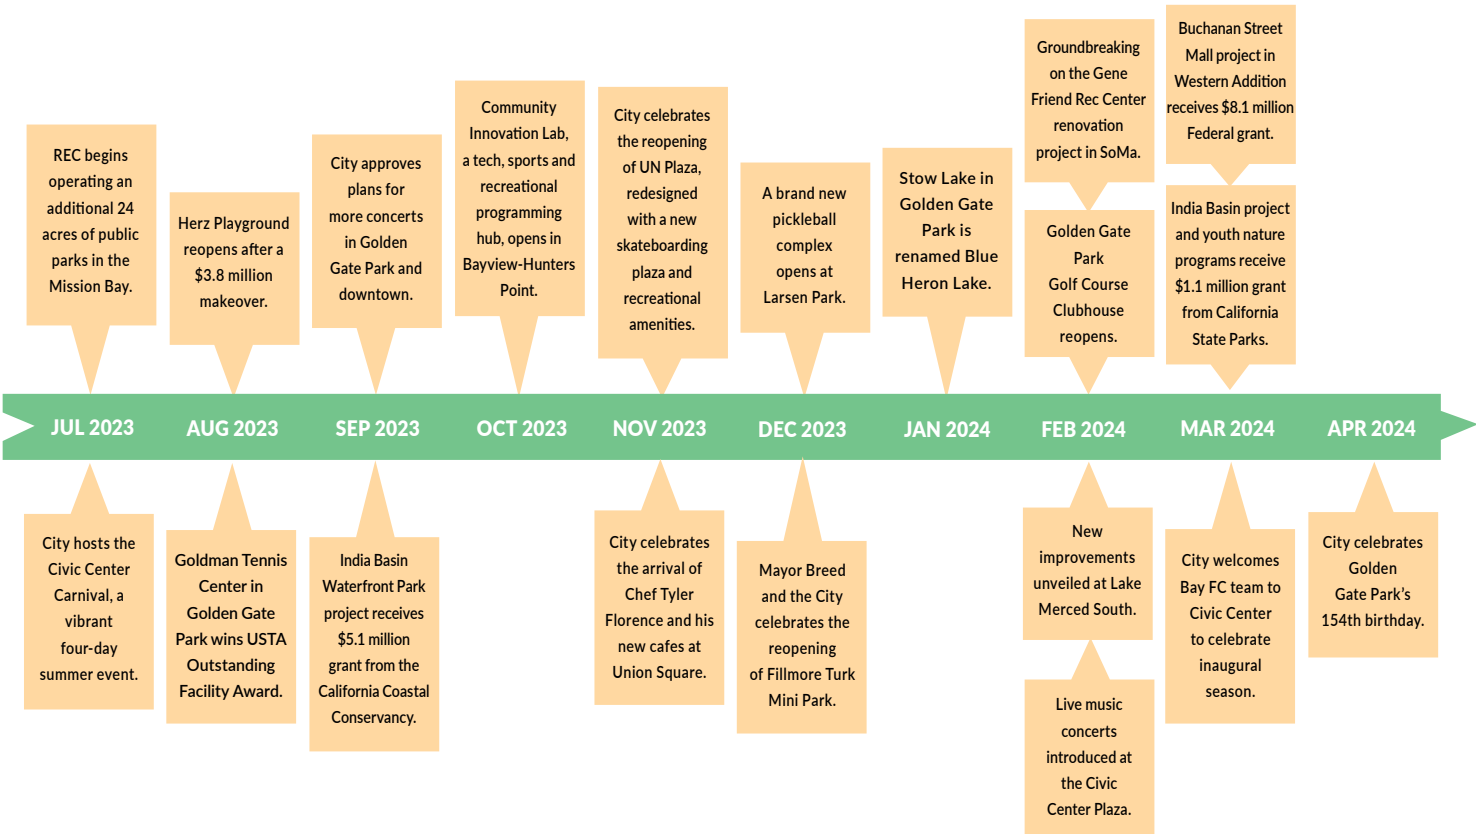 REC begins
operating an
additional 24
acres of public
parks in the
Mission Bay.
Herz Playground
reopens after a
$3.8 million
makeover.
City approves
plans for
more concerts
in Golden
Gate Park and
downtown.
Community
Innovation Lab,
a tech, sports and
recreational
programming
hub, opens in
Bayview-Hunters
Point.
City celebrates
the reopening
of UN Plaza,
redesigned
with a new
skateboarding
plaza and
recreational
amenities.
A brand new
pickleball
complex
opens at
Larsen Park.
Stow Lake in
Golden Gate
Park is
renamed Blue
Heron Lake.
Groundbreaking
on the Gene
Friend Rec Center
renovation
project in SoMa.
Golden Gate
Park
Golf Course
Clubhouse
reopens.
Buchanan Street
Mall project in
Western Addition
receives $8.1 million
Federal grant.
India Basin project
and youth nature
programs receive
$1.1 million grant
from California
State Parks.
JUL 2023
AUG 2023
SEP 2023
OCT 2023
NOV 2023
DEC 2023
JAN 2024
FEB 2024
MAR 2024
APR 2024
City hosts the
Civic Center
Carnival, a
vibrant
four-day
summer event.
Goldman Tennis
Center in
Golden Gate
Park wins USTA
Outstanding
Facility Award.
India Basin
Waterfront Park
project receives
$5.1 million
grant from the
California Coastal
Conservancy.
City celebrates
the arrival of
Chef Tyler
Florence and his
new cafes at
Union Square.
Mayor Breed
and the City
celebrates the
reopening
of Fillmore Turk
Mini Park.
New
improvements
unveiled at Lake
Merced South.
Live music
concerts
introduced at
the Civic
Center Plaza.
City welcomes
Bay FC team to
Civic Center
to celebrate
inaugural
season.
City celebrates
Golden
Gate Park's
154th birthday.